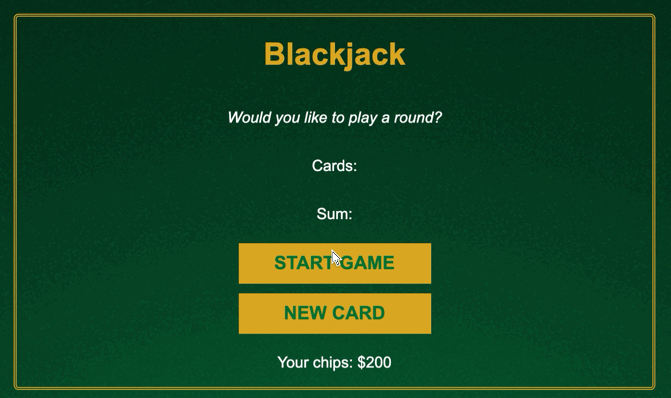 Blackjack
Would you like to play a round?
Cards:
Sum:
START GAME
NEW CARD
Your chips: $200